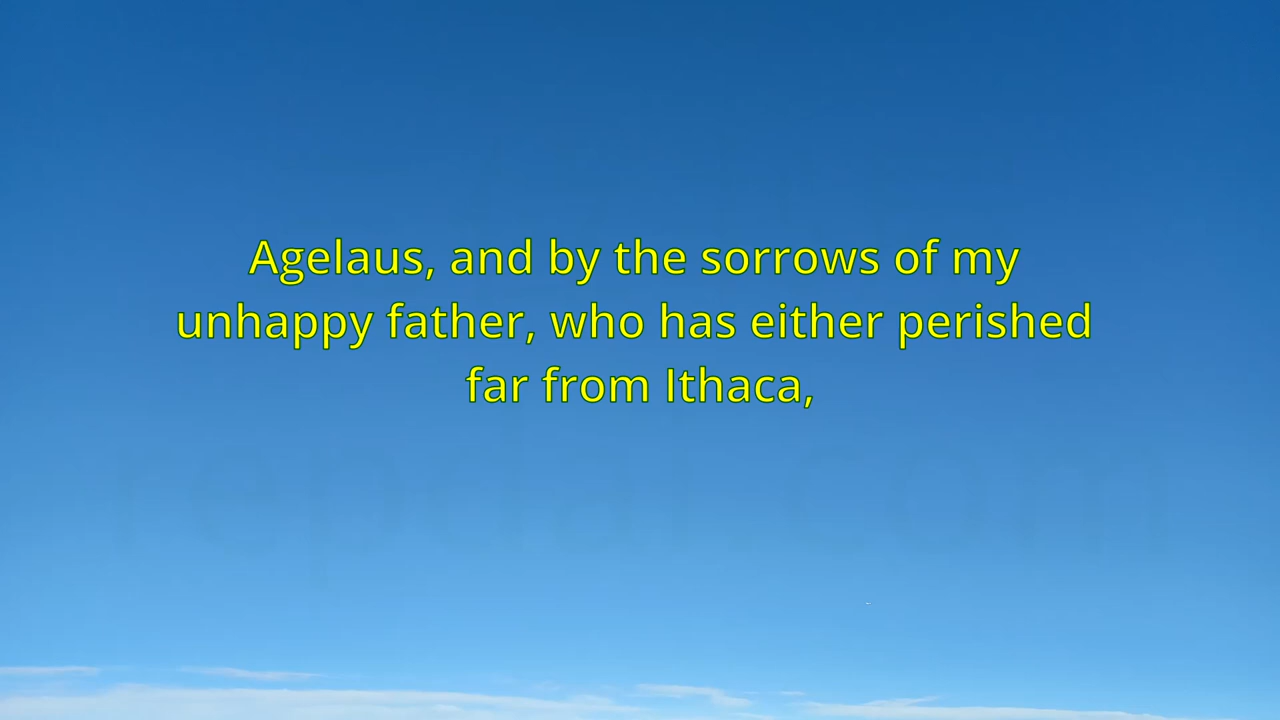 Agelaus, and by the sorrows of my
unhappy father, who has either perished
far from Ithaca,